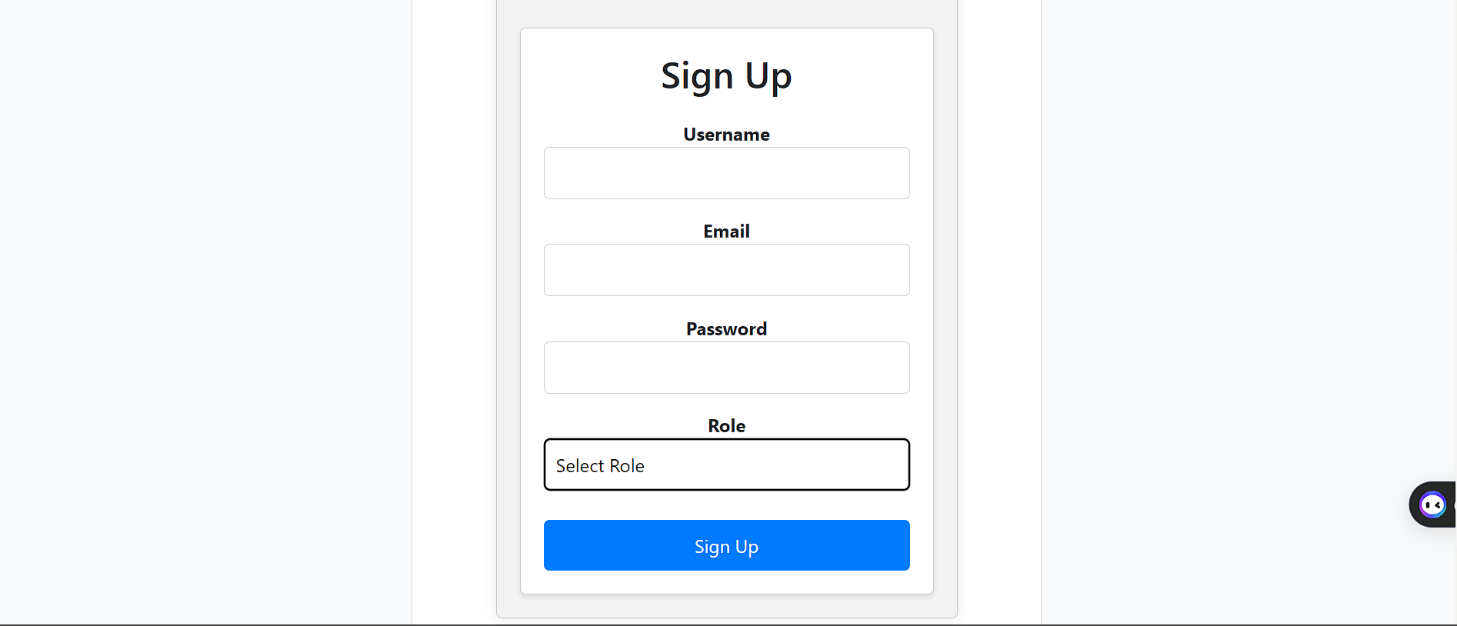 Sign Up
Username
Email
Password
Role
Select Role
Sign Up